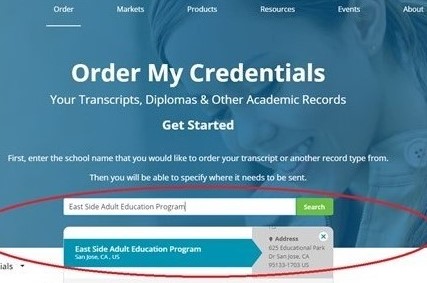 Order Markets Products Resources Events About
Order My Credentials
Your Transcripts, Diplomas & Other Academic Records
Get Started
First, enter the school name that you would like to order your transcript or another record type from.
Then you will be able to specify where it needs to be sent.
East Side Adult Education Program Search
East Side Adult Education Program
San Jose, CA , US
Address
625 Educational Park
Dr San Jose, CA
95133-1703 US
ials